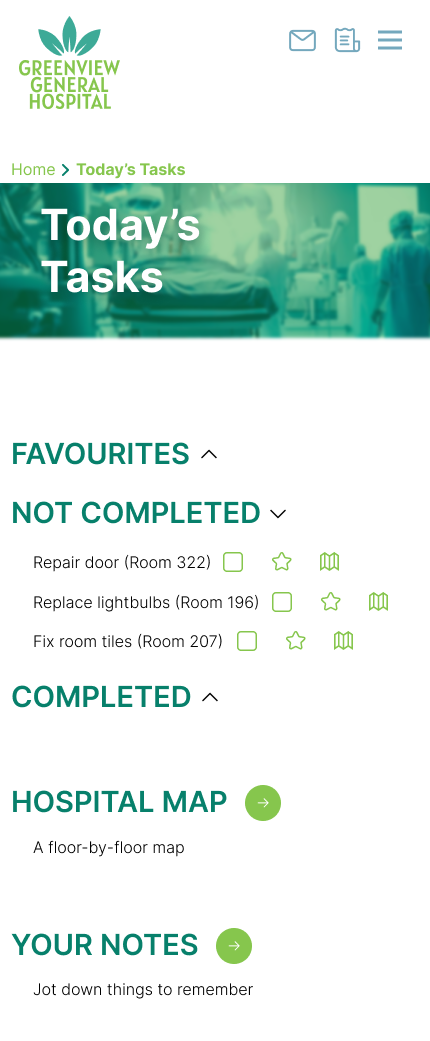 GREENVIEW
GENERAL
HOSPITAL
Home Today’s Tasks
Today’s
Tasks
FAVOURITES
NOT COMPLETED
Repair door (Room 322)
Replace lightbulbs (Room 196)
Fix room tiles (Room 207)
COMPLETED
HOSPITAL MAP
A floor-by-floor map
YOUR NOTES
Jot down things to remember